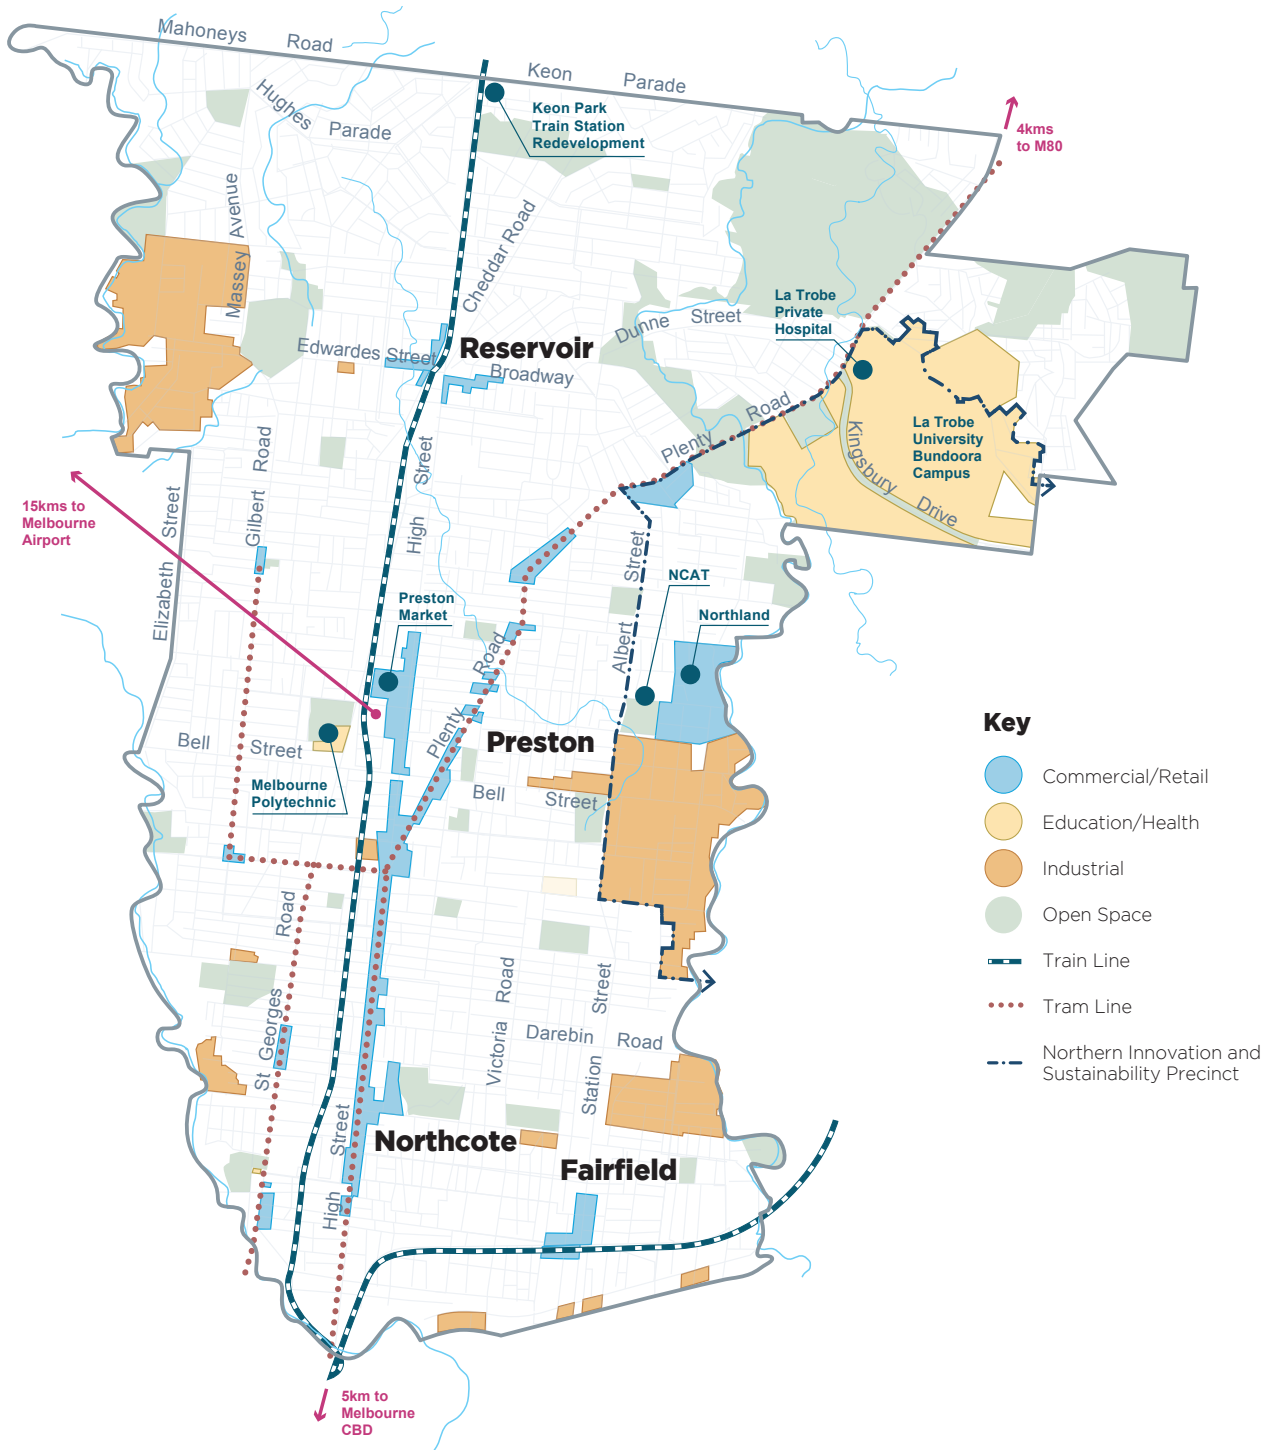 Mahoneys Road
Keon Parade
Hughes Parade
Keon Park
Train Station
Redevelopment
4kms
to M80
Massey Avenue
Cheddar Road
La Trobe
Private
Hospital
Dunne Street
Edwardes Street
Reservoir
Broadway
Plenty Road
La Trobe
University
Bundoora
Campus
Kingsbury Drive
15kms to
Melbourne
Airport
Elizabeth Street
Gilbert Road
High Street
Albert Street
NCAT
Northland
Preston
Market
Plenty Road
Bell Street
Preston
Melbourne
Polytechnic
Bell Street
Key
Commercial/Retail
Education/Health
Industrial
Open Space
Train Line
Tram Line
Northern Innovation and
Sustainability Precinct
St Georges Road
Victoria Road
Station Street
Darebin Road
High Street
Northcote
Fairfield
5km to
Melbourne
CBD